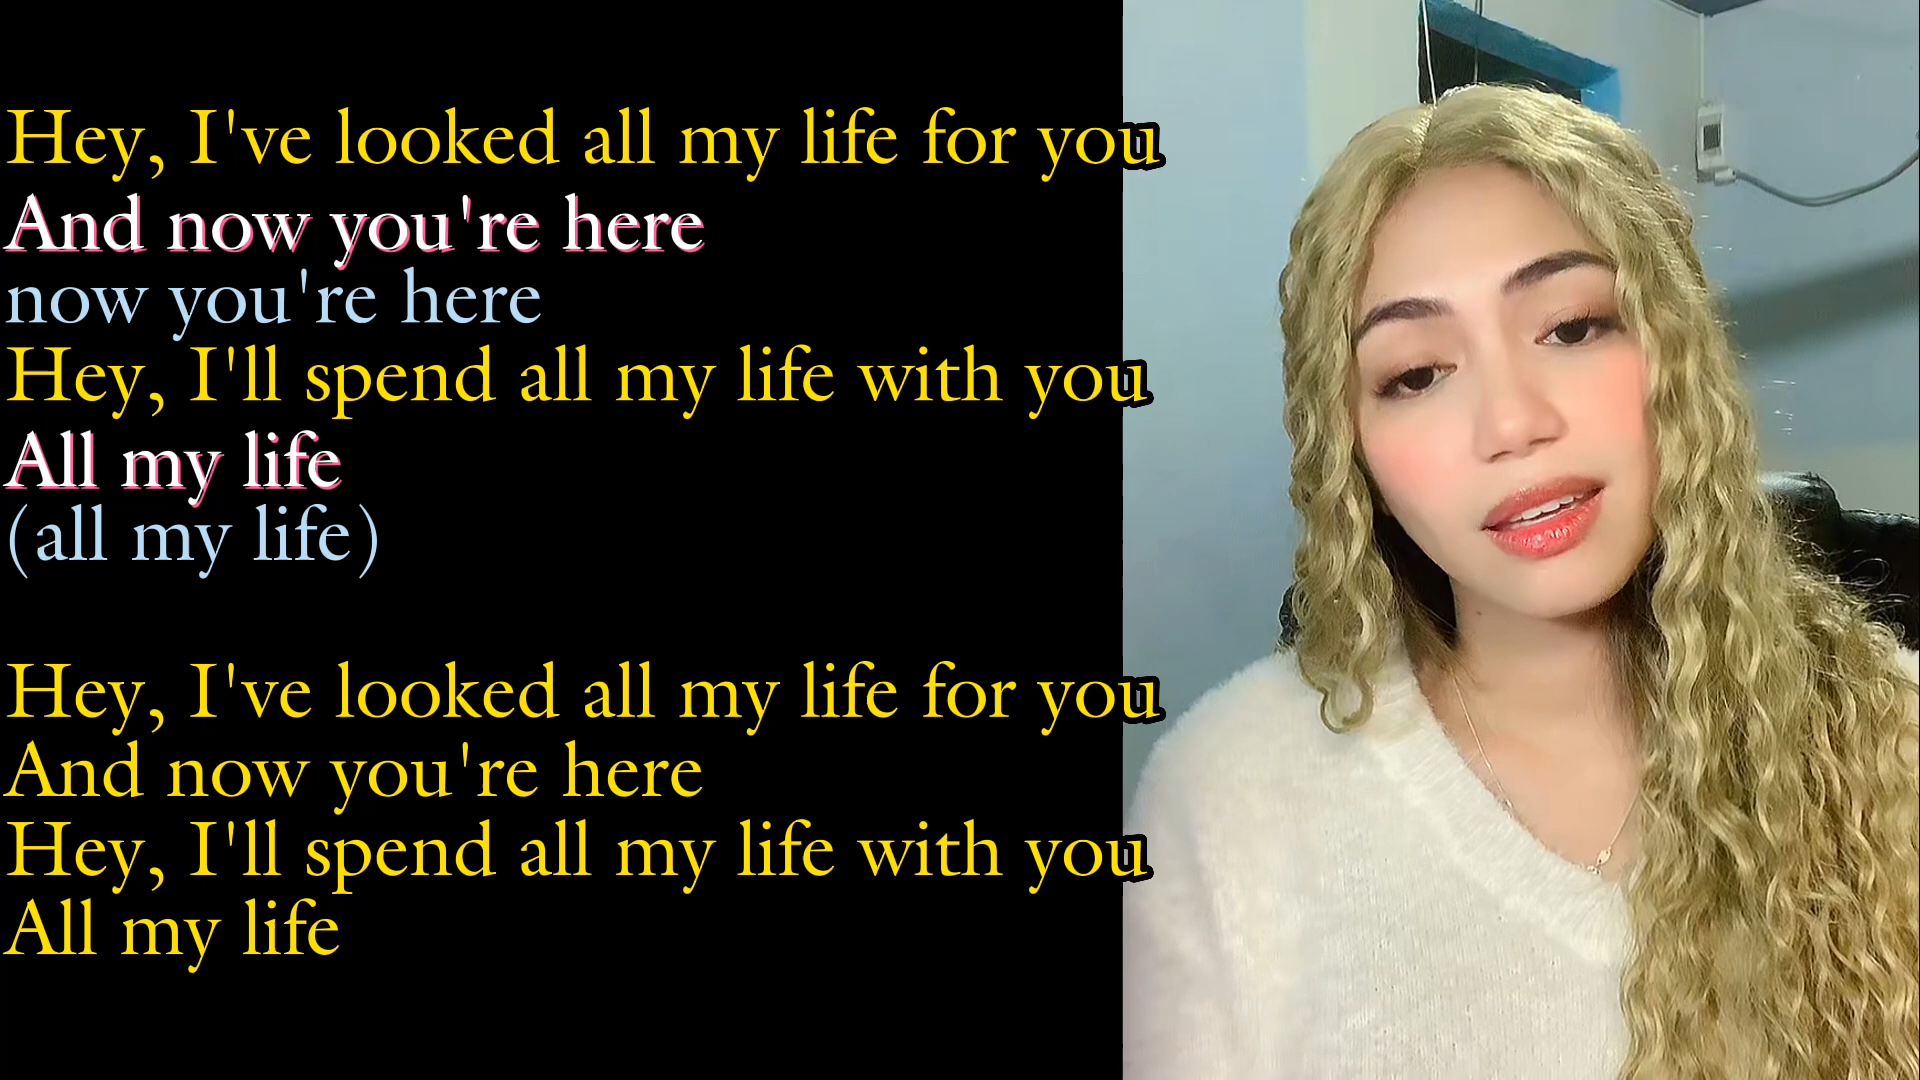 Hey, I've looked all my life for you
And now you're here
now you're here
Hey, I'll spend all my life with you
All my life
(all my life)
Hey, I've looked all my life for you
And now you're here
Hey, I'll spend all my life with you
All my life